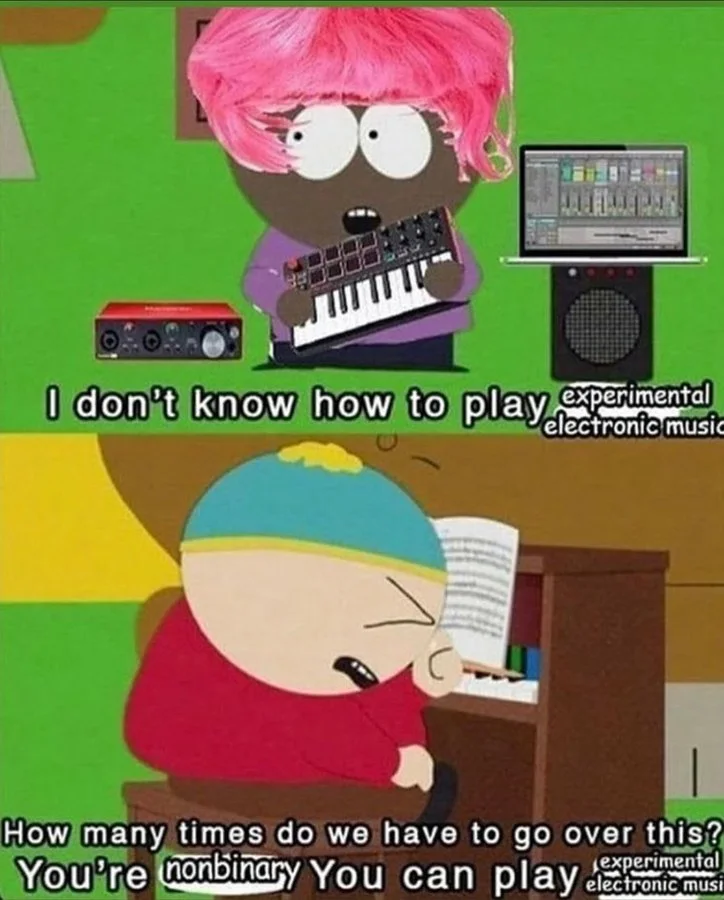 I don't know how to play experimental
electronic music
How many times do we have to go over this?
You're nonbinary You can play experimental
electronic musi